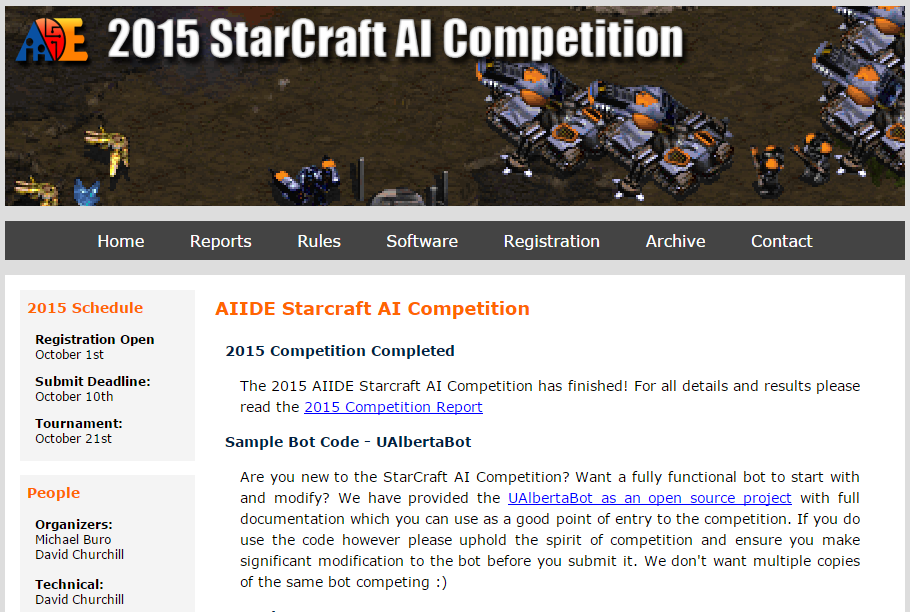 AIIDE
2015 StarCraft AI Competition
Home Reports Rules Software Registration Archive Contact
2015 Schedule
Registration Open
October 1st
Submit Deadline:
October 10th
Tournament:
October 21st
People
Organizers:
Michael Buro
David Churchill
Technical:
David Churchill
AIIDE Starcraft AI Competition
2015 Competition Completed
The 2015 AIIDE Starcraft AI Competition has finished! For all details and results please
read the 2015 Competition Report
Sample Bot Code - UAlbertaBot
Are you new to the StarCraft AI Competition? Want a fully functional bot to start with
and modify? We have provided the UAlbertaBot as an open source project with full
documentation which you can use as a good point of entry to the competition. If you do
use the code however please uphold the spirit of competition and ensure you make
significant modification to the bot before you submit it. We don't want multiple copies
of the same bot competing :)